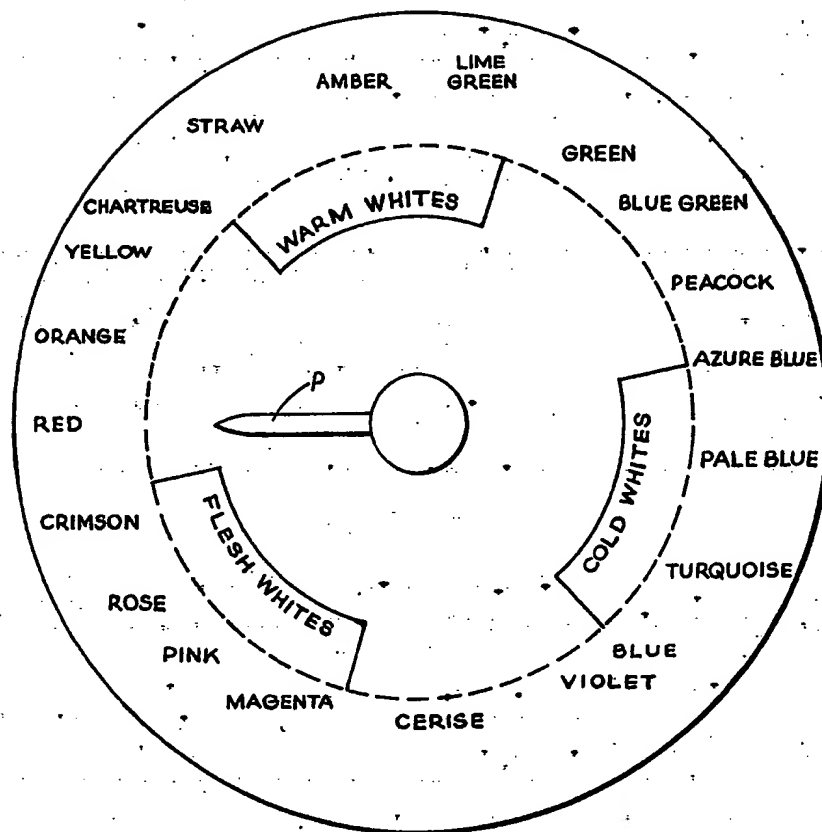 LIME
GREEN
AMBER
STRAW
GREEN
CHARTREUSE
WARM WHITES
BLUE GREEN
YELLOW
PEACOCK
ORANGE
AZURE BLUE
P
RED
PALE BLUE
COLD WHITES
FLESH WHITES
CRIMSON
TURQUOISE
ROSE
PINK
BLUE
VIOLET
MAGENTA
CERISE